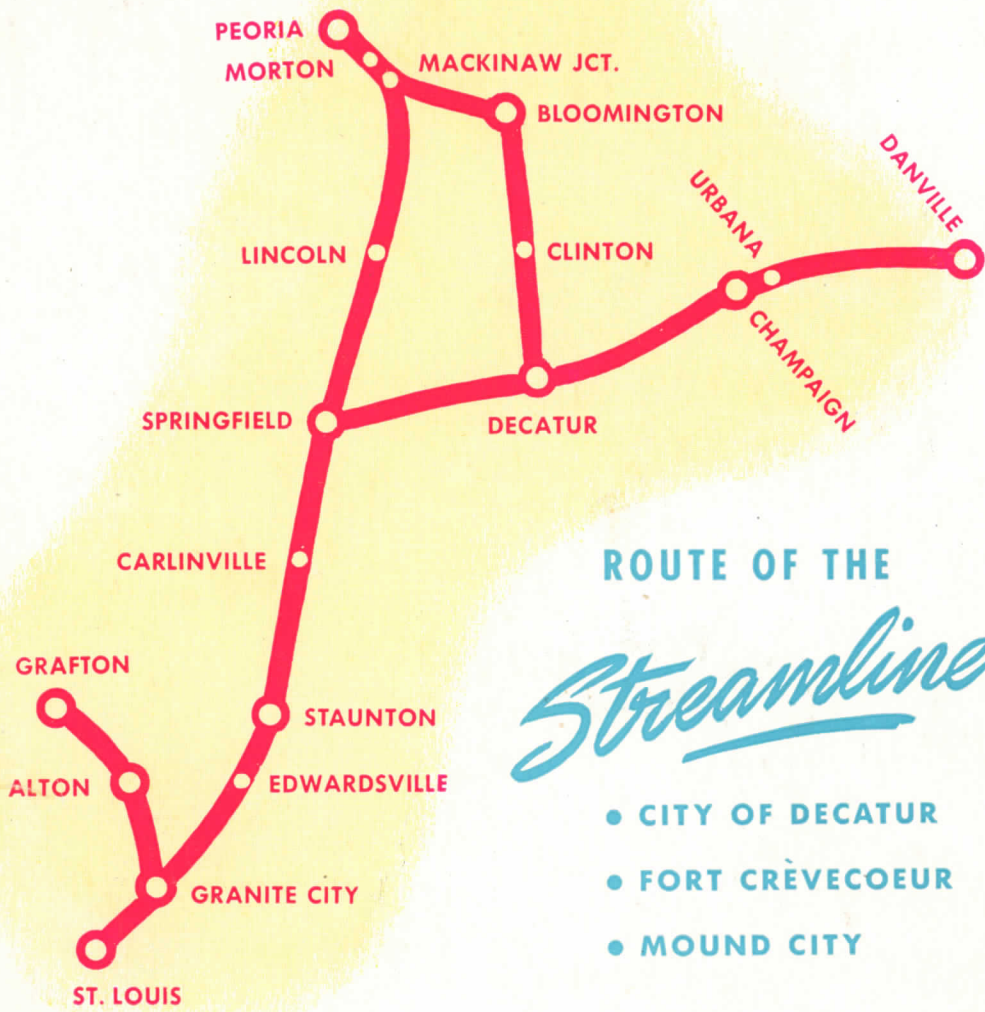 PEORIA
MORTON
MACKINAW JCT.
BLOOMINGTON
DANVILLE
URBANA
LINCOLN
CLINTON
CHAMPAIGN
SPRINGFIELD
DECATUR
CARLINVILLE
ROUTE OF THE
Streamline
GRAFTON
STAUNTON
ALTON
EDWARDSVILLE
• CITY OF DECATUR
GRANITE CITY
• FORT CRÈVECOEUR
• MOUND CITY
ST. LOUIS